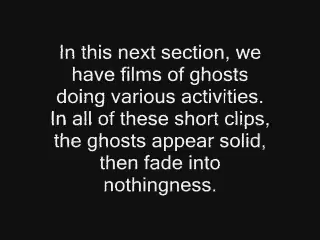 In this next section, we
have films of ghosts
doing various activities.
In all of these short clips,
the ghosts appear solid,
then fade into
nothingness.